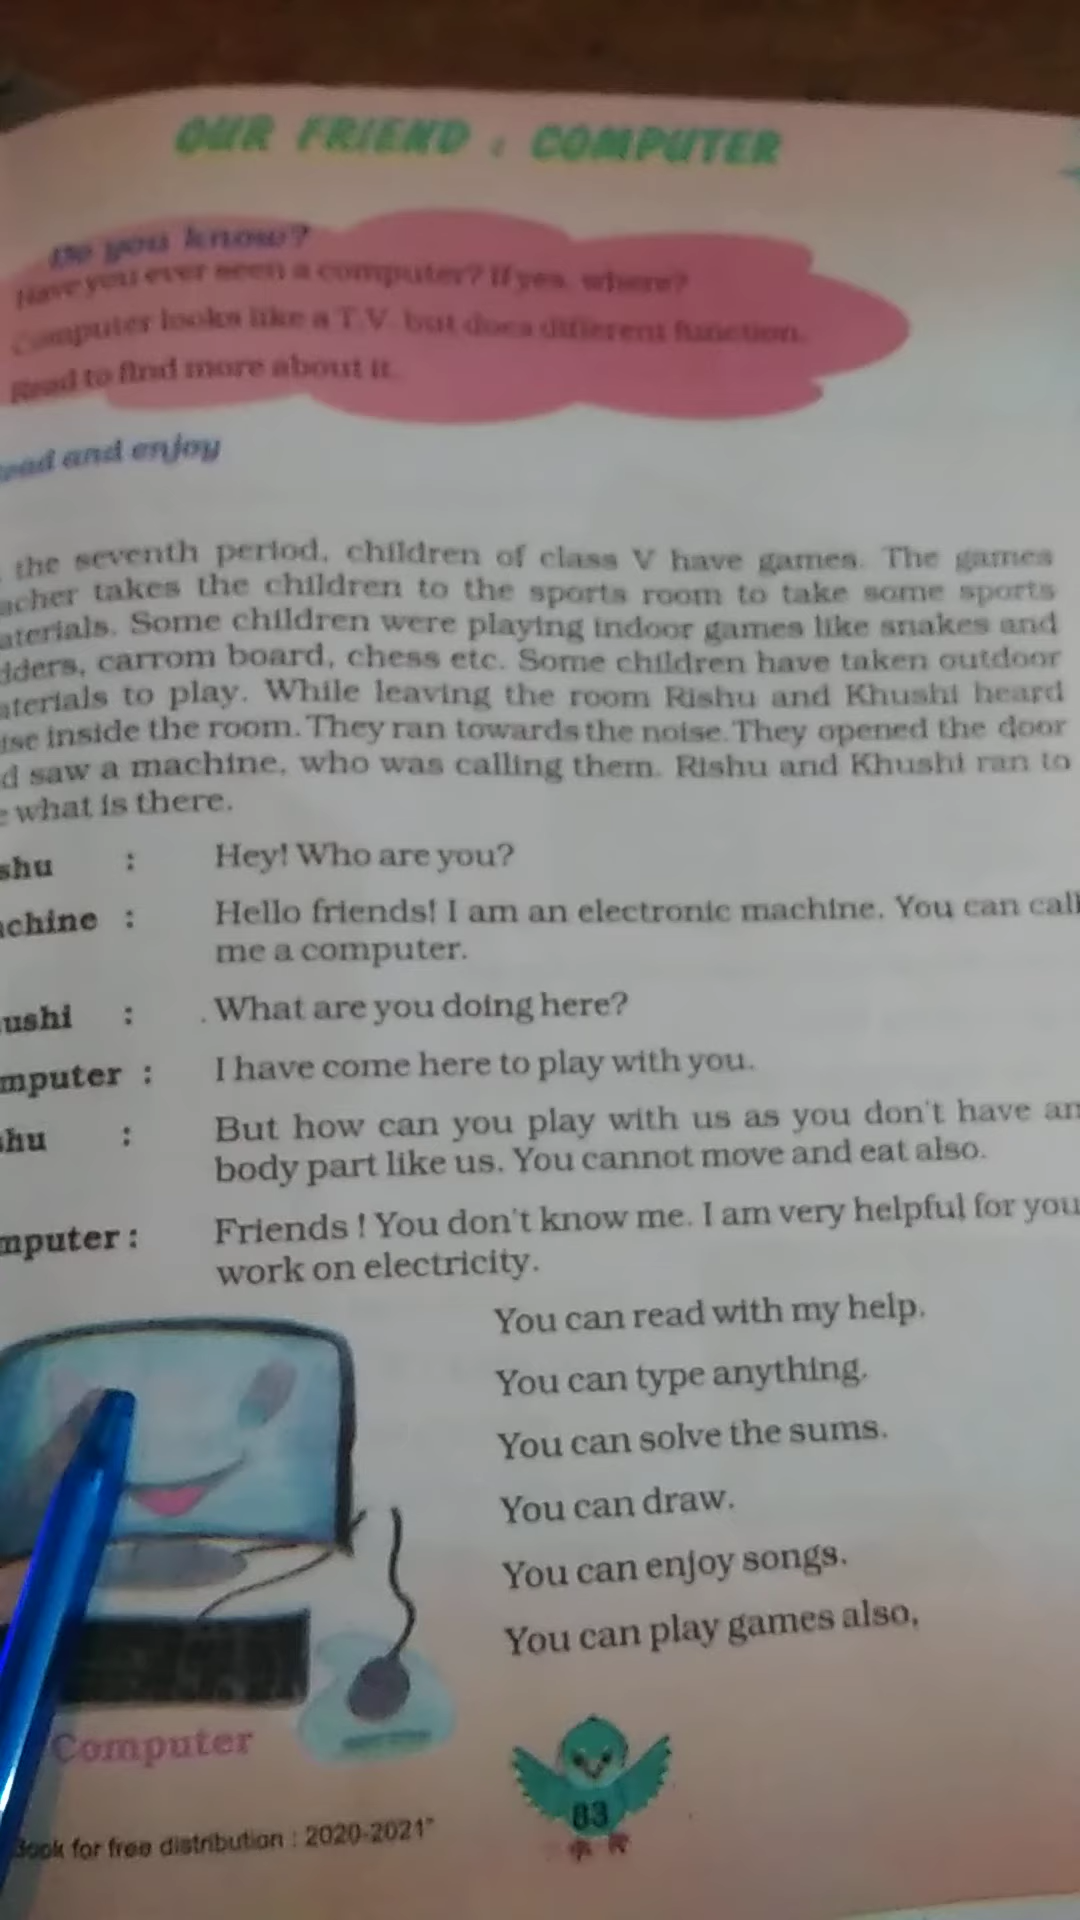 OUR FRIEND : COMPUTER
Do you know?
Have you ever seen a computer? If yes, where?
Computer looks like a T.V. but does different function.
Read to find more about it.
ead and enjoy
the seventh period, children of class V have games. The games
acher takes the children to the sports room to take some sports
aterials. Some children were playing indoor games like snakes and
dders, carrom board, chess etc. Some children have taken outdoor
aterials to play. While leaving the room Rishu and Khushi heard
ise inside the room. They ran towards the noise. They opened the door
d saw a machine, who was calling them. Rishu and Khushi ran to
e what is there.
shu : Hey! Who are you?
achine : Hello friends! I am an electronic machine. You can call
me a computer.
ushi : What are you doing here?
mputer : I have come here to play with you.
shu : But how can you play with us as you don't have an
body part like us. You cannot move and eat also.
mputer : Friends ! You don't know me. I am very helpful for you
work on electricity.
You can read with my help.
You can type anything.
You can solve the sums.
You can draw.
You can enjoy songs.
You can play games also,
Computer
83
Book for free distribution : 2020-2021"